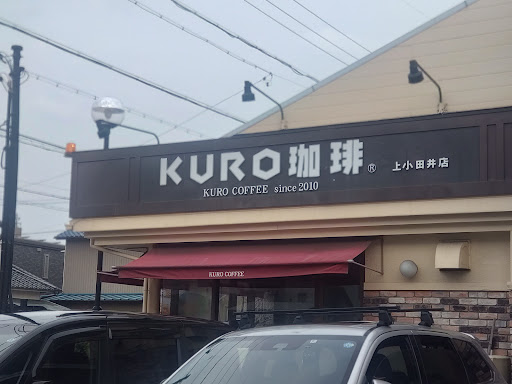 KURO珈琲® 上小田井店
KURO COFFEE since 2010
KURO COFFEE